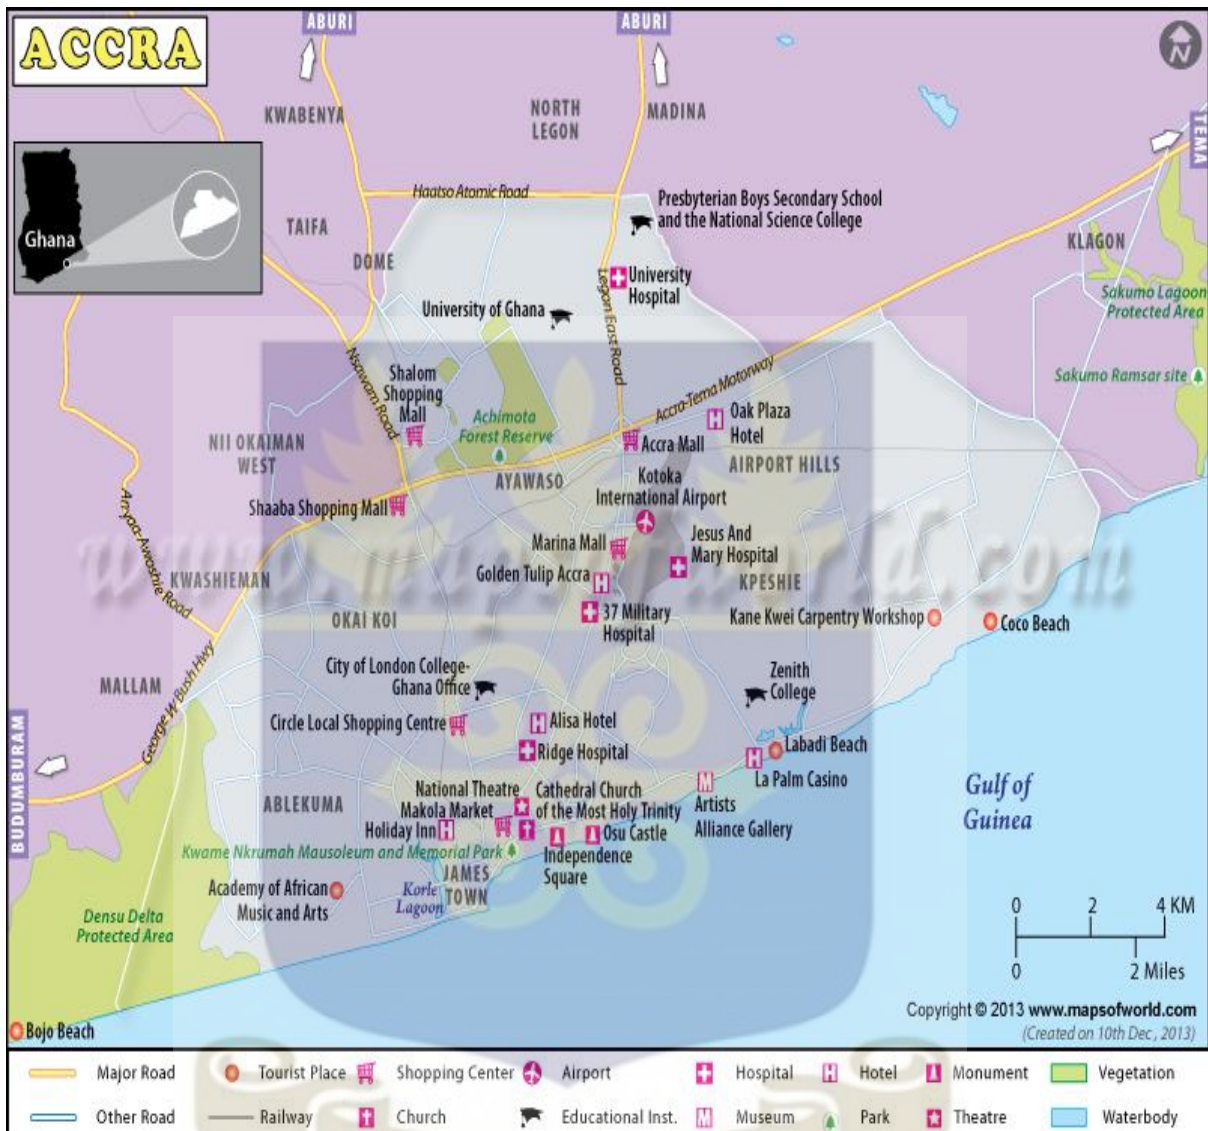 ACCRA
ABURI
ABURI
N
KWABENYA
NORTH
LEGON
MADINA
TEMA
Haatso Atomic Road
Presbyterian Boys Secondary School
and the National Science College
TAIFA
DOME
KLAGON
Ghana
University
Hospital
Legon East Road
Sakumo Lagoon
Protected Area
University of Ghana
Nsawam Road
Shalom
Shopping
Mall
Accra-Tema Motorway
Sakumo Ramsar site
Achimota
Forest Reserve
Oak Plaza
Hotel
NII OKAIMAN
WEST
Accra Mall
AIRPORT HILLS
AYAWASO
Kotoka
International Airport
Shaaba Shopping Mall
www.mapsofworld.com
Marina Mall
Jesus And
Mary Hospital
KWASHIEMAN
Golden Tulip Accra
KPESHIE
OKAI KOI
37 Military
Hospital
Kane Kwei Carpentry Workshop
Coco Beach
George W Bush Hwy
MALLAM
City of London College-
Ghana Office
Zenith
College
Circle Local Shopping Centre
Alisa Hotel
BUDUMBURAM
Ridge Hospital
Labadi Beach
La Palm Casino
National Theatre
Cathedral Church
of the Most Holy Trinity
ABLEKUMA
Makola Market
Artists
Alliance Gallery
Gulf of
Guinea
Holiday Inn
Osu Castle
Kwame Nkrumah Mausoleum and Memorial Park
Independence
Square
JAMES
TOWN
Academy of African
Music and Arts
Korle
Lagoon
Densu Delta
Protected Area
0 2 4 KM
0 2 Miles
Copyright © 2013 www.mapsofworld.com
(Created on 10th Dec, 2013)
Bojo Beach
Major Road Tourist Place Shopping Center Airport Hospital Hotel Monument Vegetation
Other Road Railway Church Educational Inst. Museum Park Theatre Waterbody